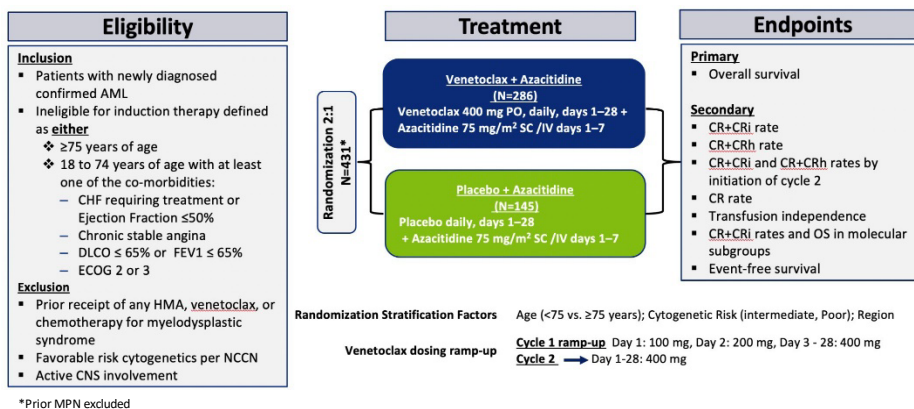 Eligibility
Inclusion
▪ Patients with newly diagnosed
confirmed AML
▪ Ineligible for induction therapy defined
as either
❖ ≥75 years of age
❖ 18 to 74 years of age with at least
one of the co-morbidities:
– CHF requiring treatment or
Ejection Fraction ≤50%
– Chronic stable angina
– DLCO ≤ 65% or FEV1 ≤ 65%
– ECOG 2 or 3
Exclusion
▪ Prior receipt of any HMA, venetoclax, or
chemotherapy for myelodysplastic
syndrome
▪ Favorable risk cytogenetics per NCCN
▪ Active CNS involvement
*Prior MPN excluded
Treatment
Randomization 2:1
N=431*
Venetoclax + Azacitidine
(N=286)
Venetoclax 400 mg PO, daily, days 1–28 +
Azacitidine 75 mg/m² SC /IV days 1–7
Placebo + Azacitidine
(N=145)
Placebo daily, days 1–28
+ Azacitidine 75 mg/m² SC /IV days 1–7
Endpoints
Primary
▪ Overall survival
Secondary
▪ CR+CRi rate
▪ CR+CRh rate
▪ CR+CRi and CR+CRh rates by
initiation of cycle 2
▪ CR rate
▪ Transfusion independence
▪ CR+CRi rates and OS in molecular
subgroups
▪ Event-free survival
Randomization Stratification Factors Age (<75 vs. ≥75 years); Cytogenetic Risk (intermediate, Poor); Region
Venetoclax dosing ramp-up
Cycle 1 ramp-up Day 1: 100 mg, Day 2: 200 mg, Day 3 - 28: 400 mg
Cycle 2 → Day 1-28: 400 mg